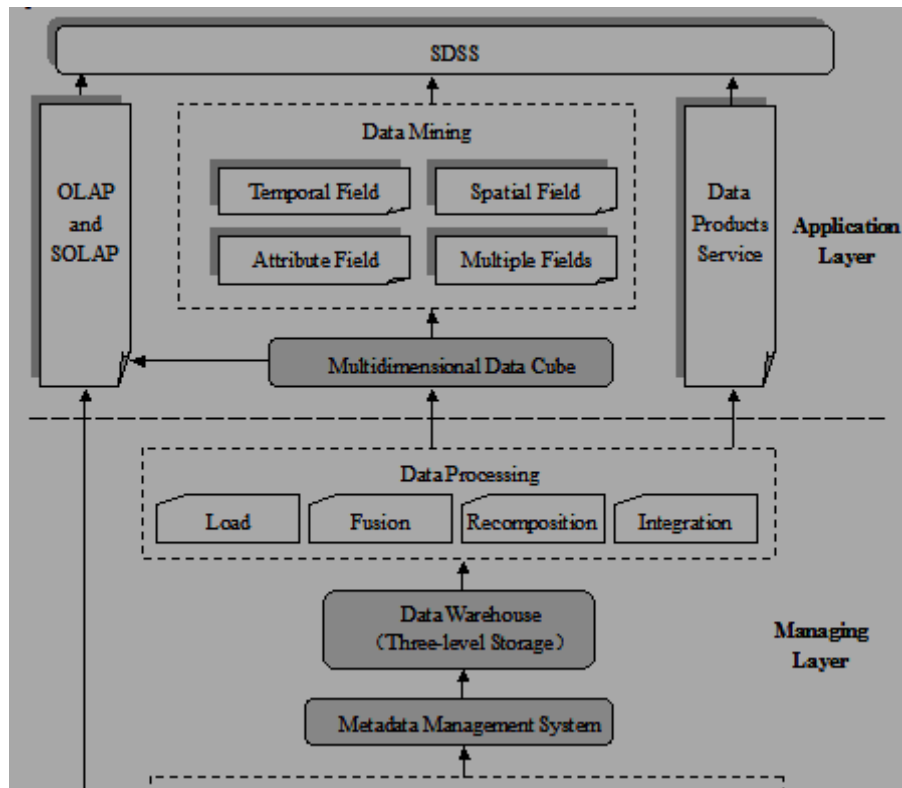 SDSS
Data Mining
OLAP
and
SOLAP
Temporal Field
Spatial Field
Attribute Field
Multiple Fields
Data
Products
Service
Application
Layer
Multidimensional Data Cube
Data Processing
Load
Fusion
Recomposition
Integration
Data Warehouse
（Three-level Storage）
Managing
Layer
Metadata Management System